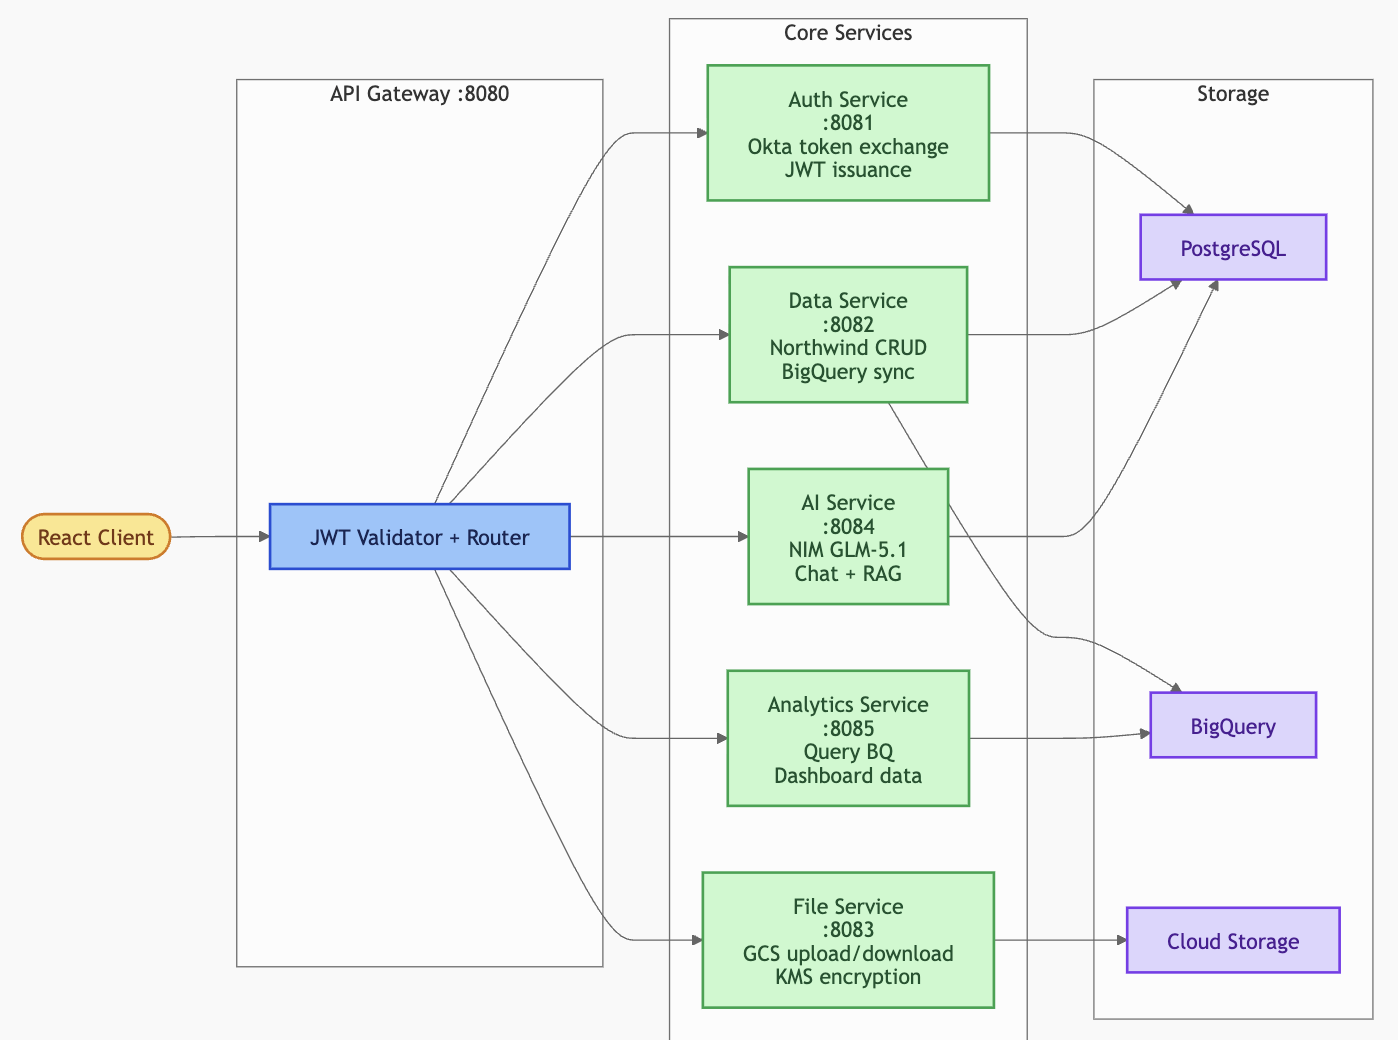 React Client
API Gateway :8080
JWT Validator + Router
Core Services
Auth Service
:8081
Okta token exchange
JWT issuance
Data Service
:8082
Northwind CRUD
BigQuery sync
AI Service
:8084
NIM GLM-5.1
Chat + RAG
Analytics Service
:8085
Query BQ
Dashboard data
File Service
:8083
GCS upload/download
KMS encryption
Storage
PostgreSQL
BigQuery
Cloud Storage